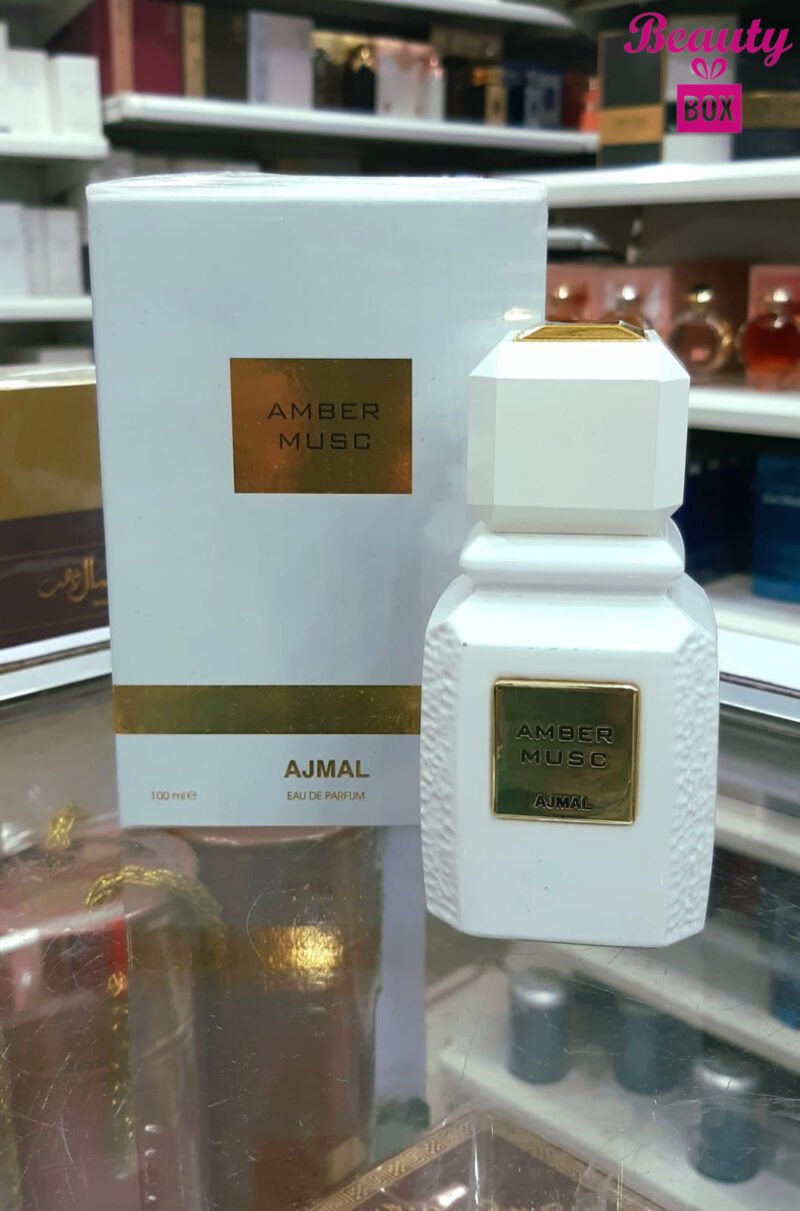 Beauty
BOX
AMBER
MUSC
AJMAL
100 ml e
EAU DE PARFUM
AMBER
MUSC
AJMAL